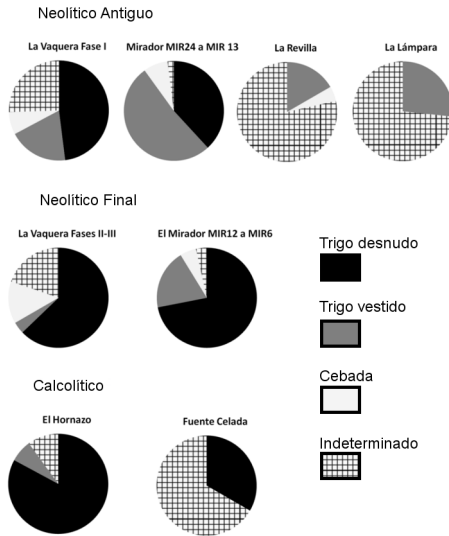 Neolítico Antiguo
La Vaquera Fase I
Mirador MIR24 a MIR 13
La Revilla
La Lámpara
Neolítico Final
La Vaquera Fases II-III
El Mirador MIR12 a MIR6
Trigo desnudo
Trigo vestido
Cebada
Indeterminado
Calcolitico
El Hornazo
Fuente Celada